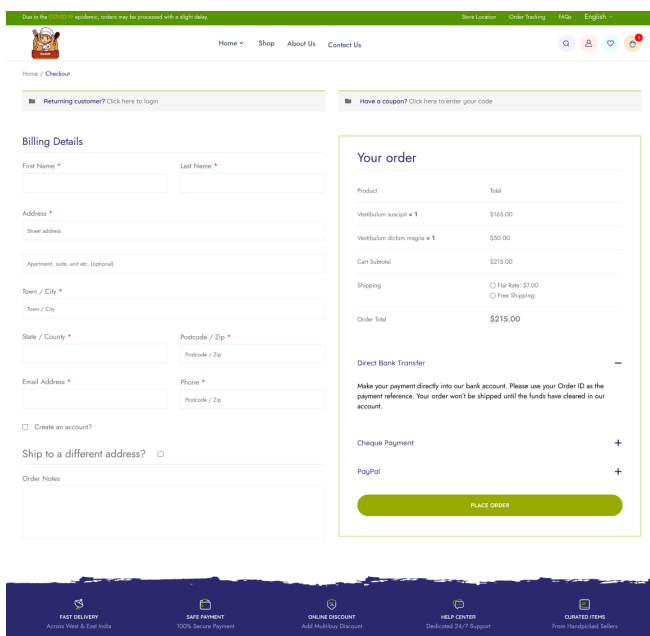 Due to the COVID 19 epidemic, orders may be processed with a slight delay.
Store Location Order Tracking FAQs English
Home Shop About Us Contact Us
Home / Checkout
Returning customer? Click here to login
Have a coupon? Click here to enter your code
Billing Details
First Name * Last Name *
Address *
Street address
Apartment, suite, unit etc. (optional)
Town / City *
Town / City
State / County * Postcode / Zip *
Postcode / Zip
Email Address * Phone *
Postcode / Zip
Create an account?
Ship to a different address?
Order Notes
Your order
Product Total
Vestibulum suscipit × 1 $165.00
Vestibulum dictum magna × 1 $50.00
Cart Subtotal $215.00
Shipping Flat Rate: $7.00
Free Shipping:
Order Total $215.00
Direct Bank Transfer
Make your payment directly into our bank account. Please use your Order ID as the
payment reference. Your order won't be shipped until the funds have cleared in our
account.
Cheque Payment
PayPal
PLACE ORDER
FAST DELIVERY
Across West & East India
SAFE PAYMENT
100% Secure Payment
ONLINE DISCOUNT
Add Multi-buy Discount
HELP CENTER
Dedicated 24/7 Support
CURATED ITEMS
From Handpicked Sellers